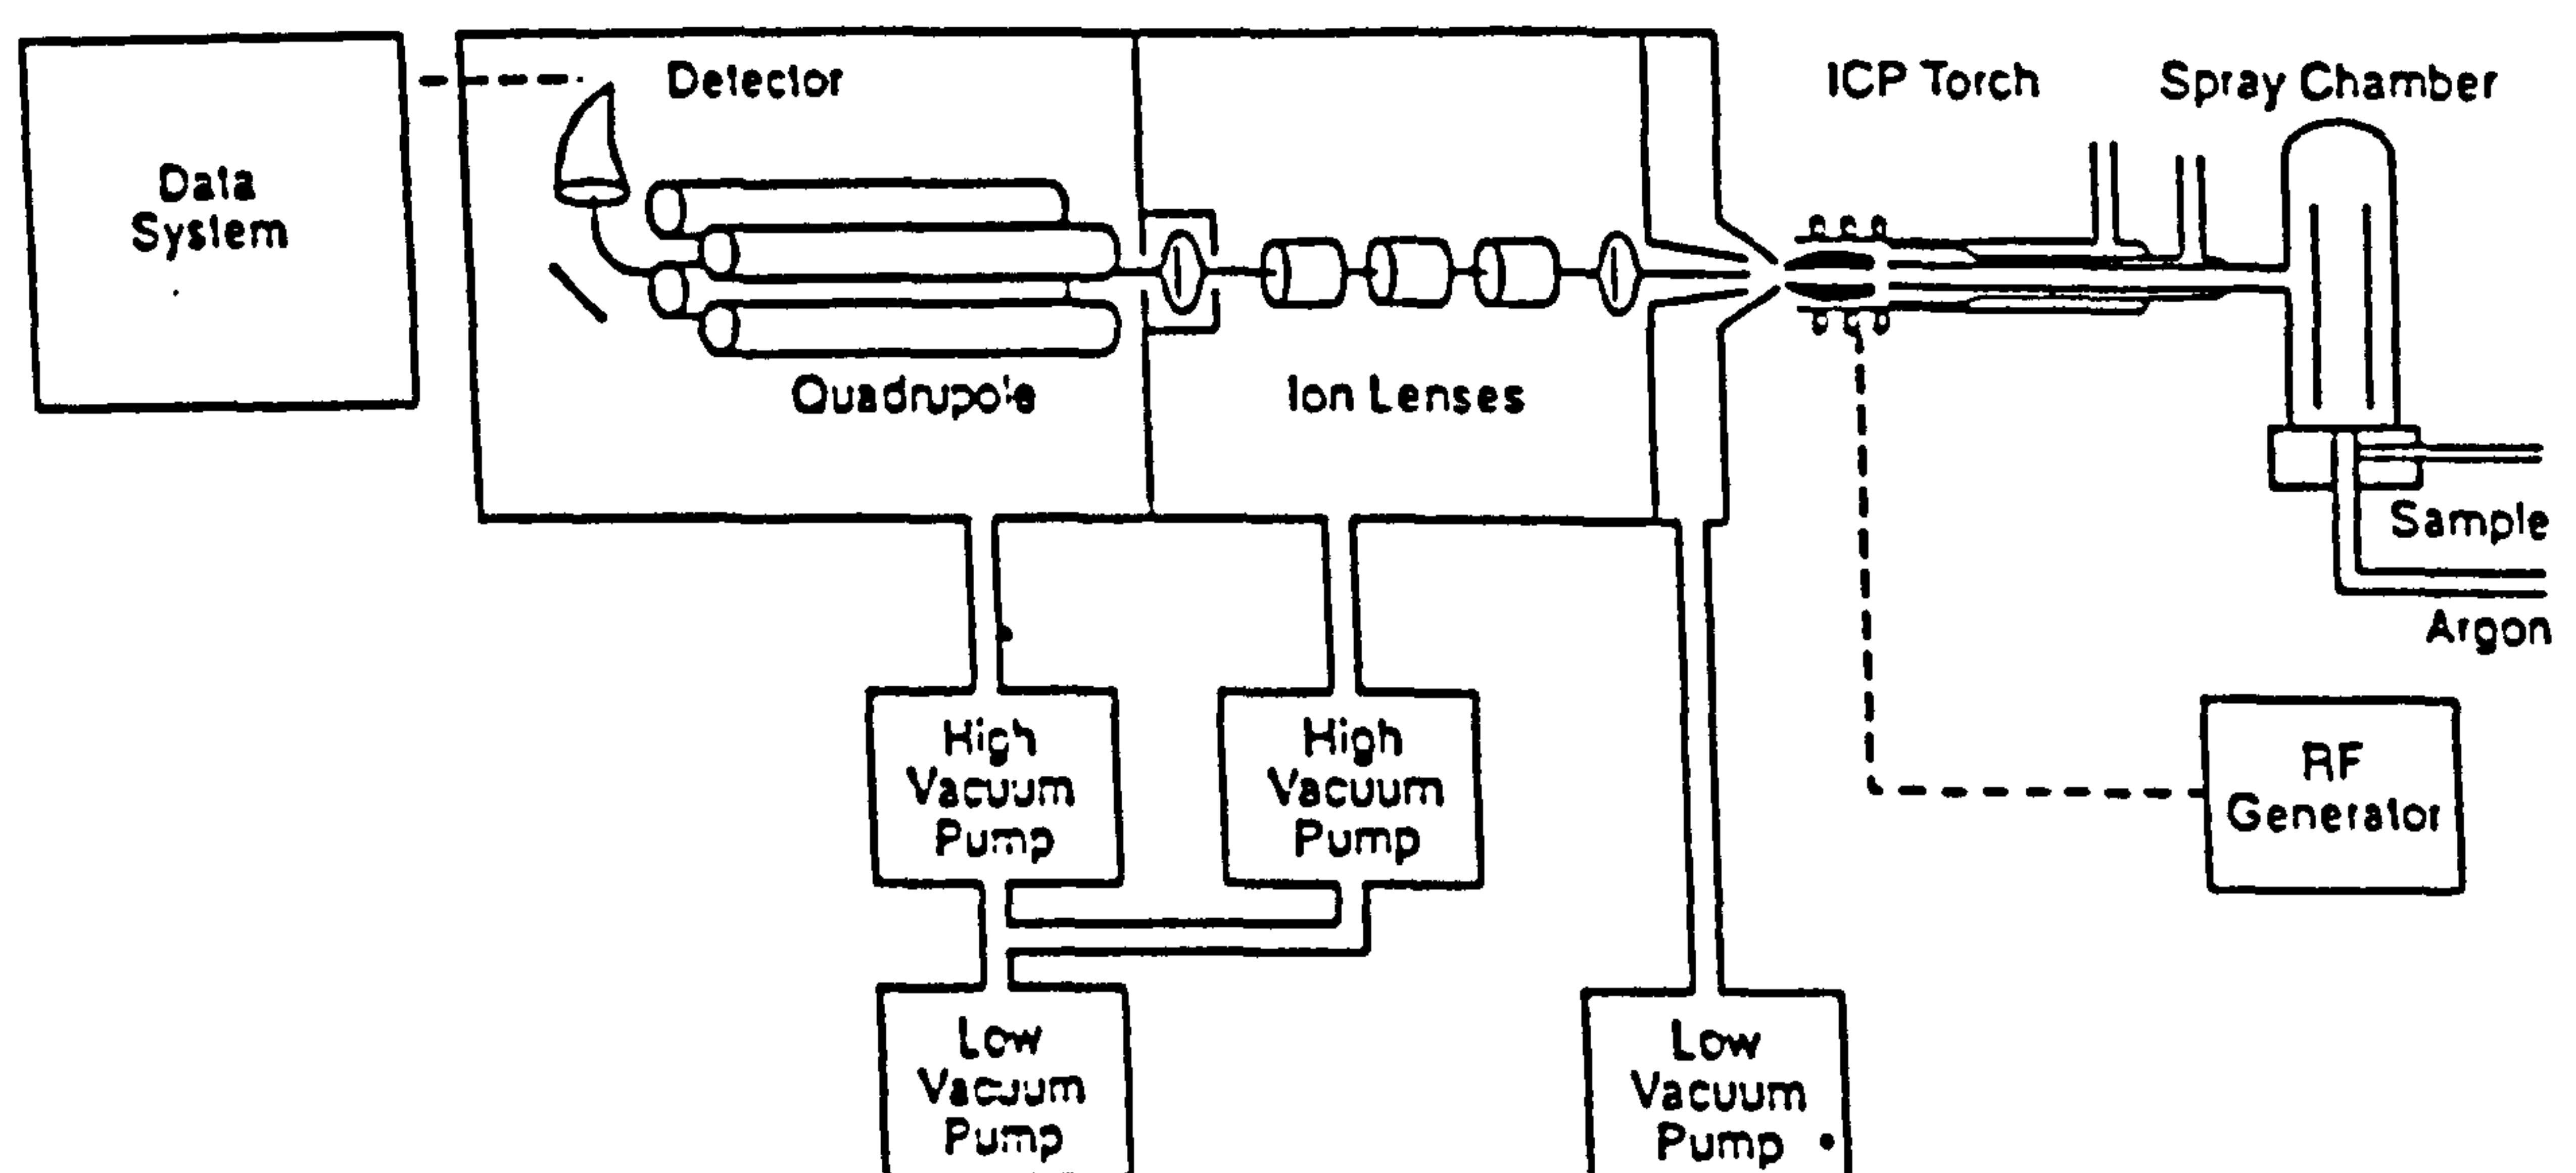 Detector
ICP Torch
Spray Chamber
Data
System
Quadrupole
Ion Lenses
Sample
Argon
High
Vacuum
Pump
High
Vacuum
Pump
RF
Generator
Low
Vacuum
Pump
Low
Vacuum
Pump